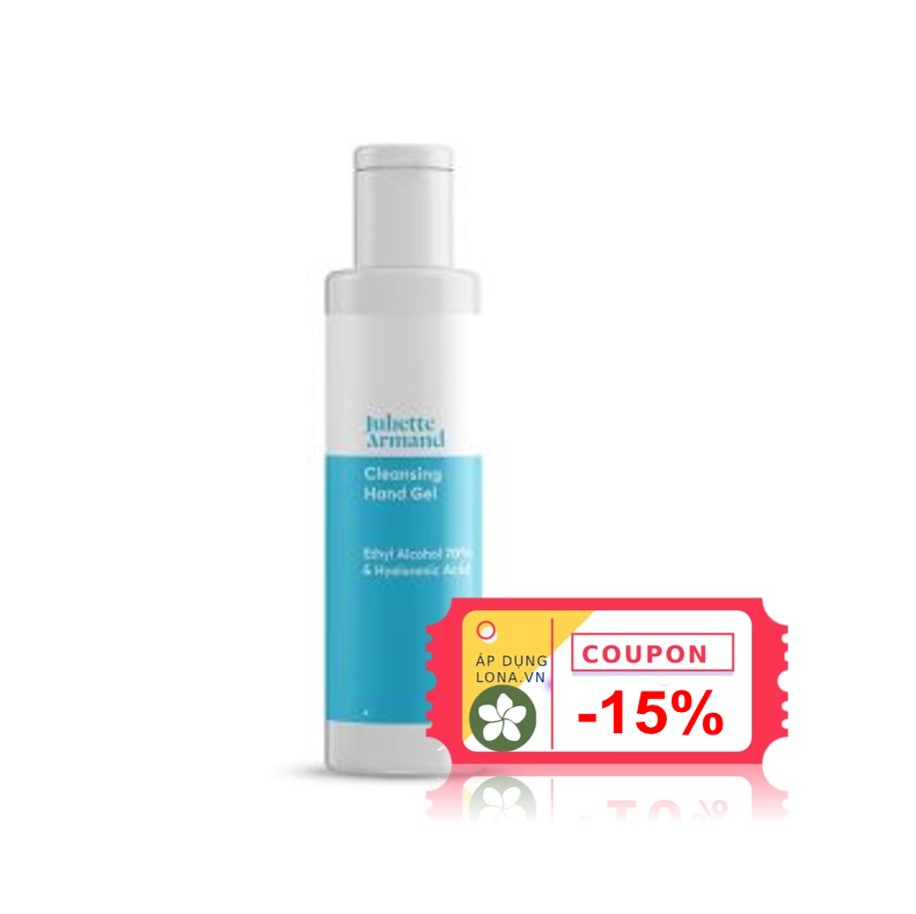 Juliette
Armand
Cleansing
Hand Gel
Ethyl Alcohol 70%
& Hyaluronic Acid
ÁP DỤNG
LONA.VN
COUPON
-15%